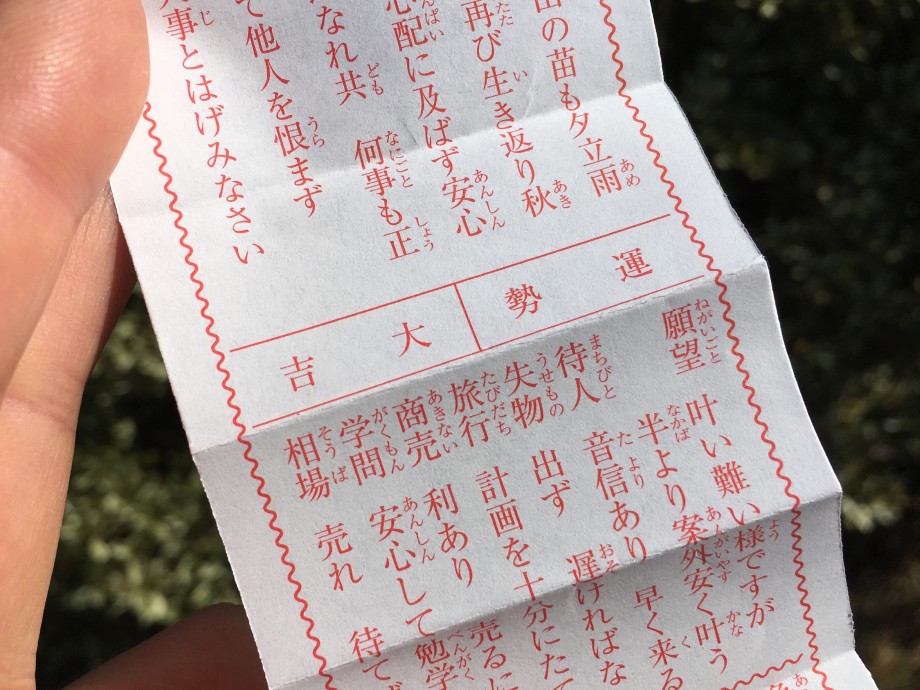 の苗も夕立雨
再び生き返り秋
心配に及ばず安心
なれ共 何事も正
て他人を恨まず
事とはげみなさい
運勢 大吉
願望 叶い難い様ですが
半より案外安く叶う
待人 音信あり 早く来る
失物 出ず 遅ければな
旅行 計画を十分にた
商売 利あり 売るに
学問 安心して勉学
相場 売れ 待て